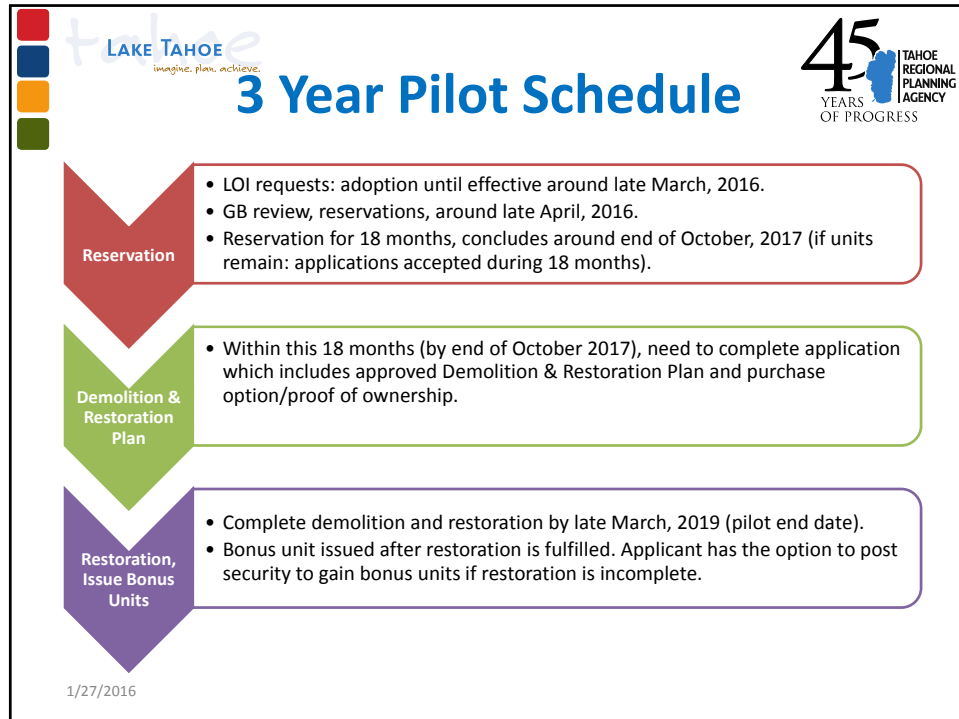 tahoe
LAKE TAHOE
imagine. plan. achieve.
3 Year Pilot Schedule
45
YEARS
OF PROGRESS
TAHOE
REGIONAL
PLANNING
AGENCY
Reservation
• LOI requests: adoption until effective around late March, 2016.
• GB review, reservations, around late April, 2016.
• Reservation for 18 months, concludes around end of October, 2017 (if units
remain: applications accepted during 18 months).
Demolition &
Restoration
Plan
• Within this 18 months (by end of October 2017), need to complete application
which includes approved Demolition & Restoration Plan and purchase
option/proof of ownership.
Restoration,
Issue Bonus
Units
• Complete demolition and restoration by late March, 2019 (pilot end date).
• Bonus unit issued after restoration is fulfilled. Applicant has the option to post
security to gain bonus units if restoration is incomplete.
1/27/2016